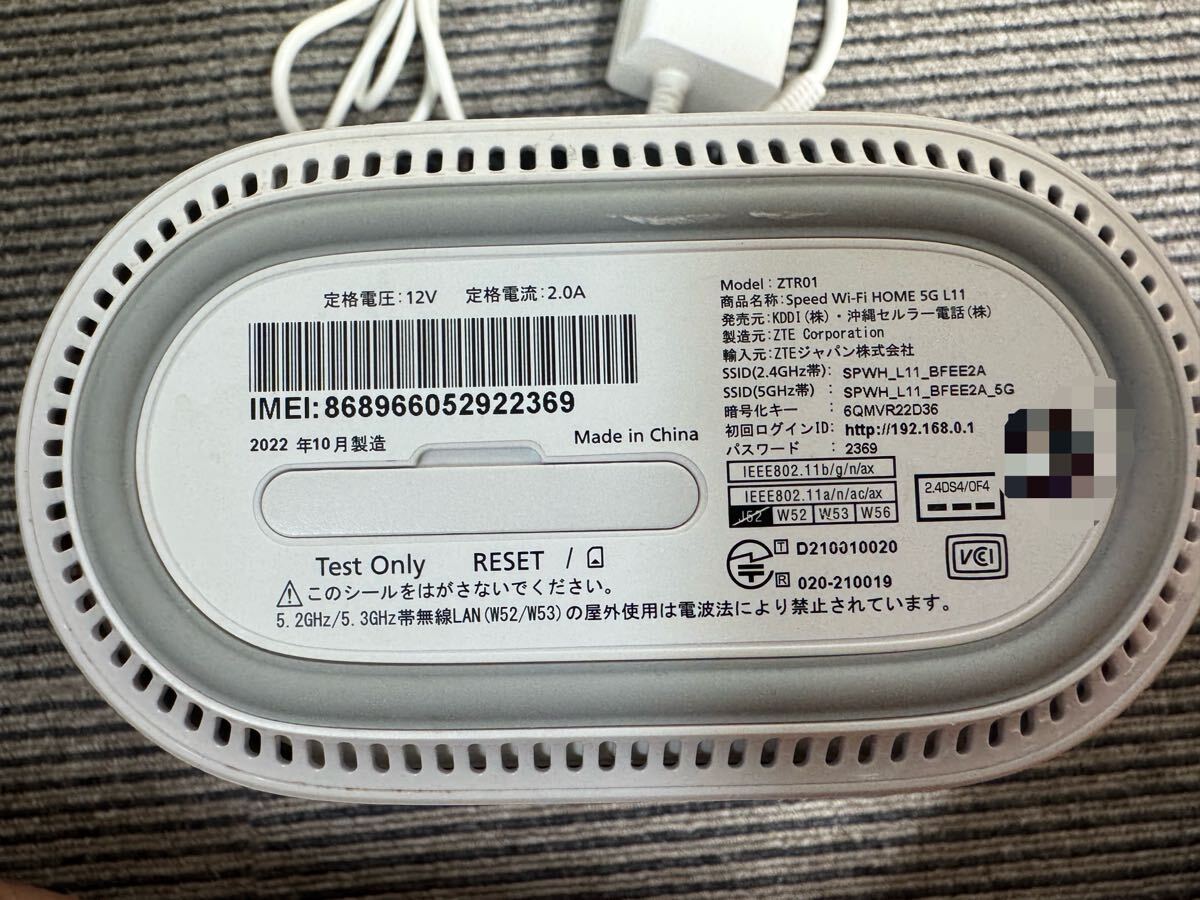 定格電圧:12V 定格電流:2.0A
IMEI:868966052922369
2022 年10月製造
Made in China
Test Only RESET /
Model : ZTR01
商品名称:Speed Wi-Fi HOME 5G L11
発売元:KDDI(株)・沖縄セルラー電話(株)
製造元:ZTE Corporation
輸入元:ZTEジャパン株式会社
SSID(2.4GHz帯): SPWH_L11_BFEE2A
SSID(5GHz帯) : SPWH_L11_BFEE2A_5G
暗号化キー : 6QMVR22D36
初回ログインID: http://192.168.0.1
パスワード : 2369
IEEE802.11b/g/n/ax
IEEE802.11a/n/ac/ax
J52 W52 W53 W56
2.4DS4/OF4
T D210010020
R 020-210019
VCCI
このシールをはがさないでください。
5.2GHz/5.3GHz帯無線LAN(W52/W53)の屋外使用は電波法により禁止されています。